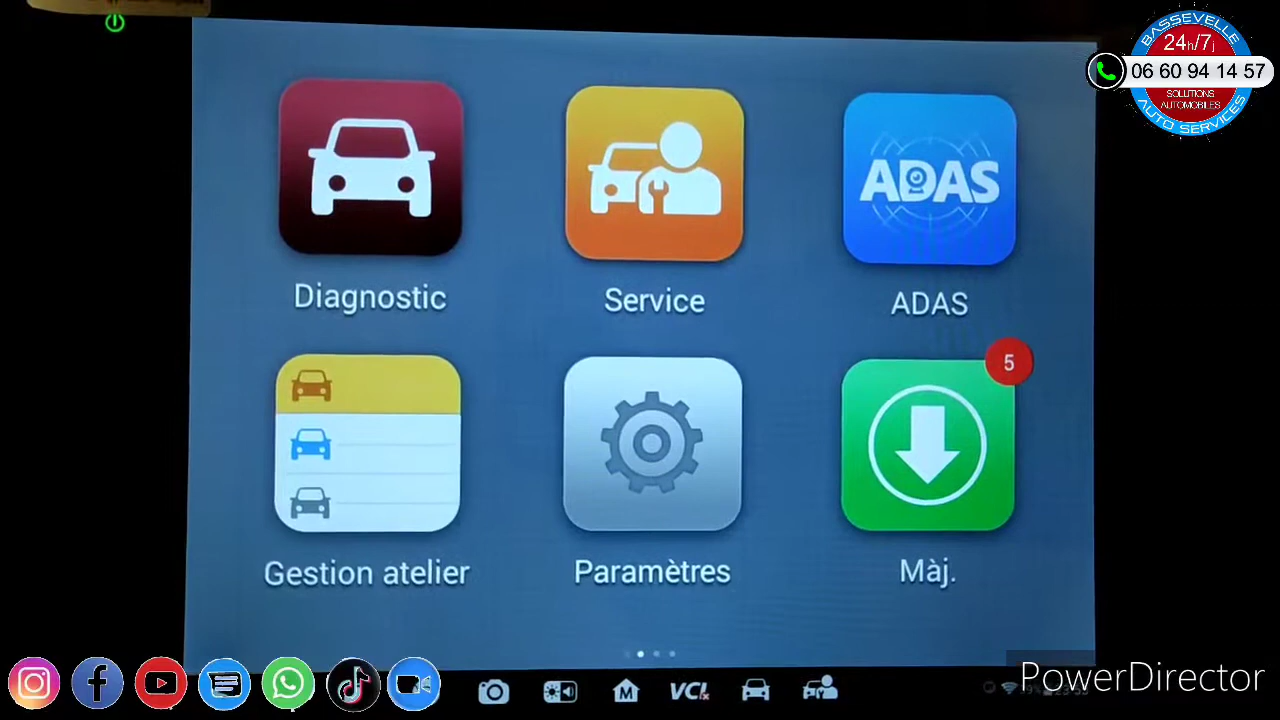 BASSEVELLE
24h/7j
06 60 94 14 57
SOLUTIONS
AUTOMOBILES
AUTO SERVICES
ADAS
Diagnostic
Service
ADAS
5
Gestion atelier
Paramètres
Màj.
M
VCI
PowerDirector